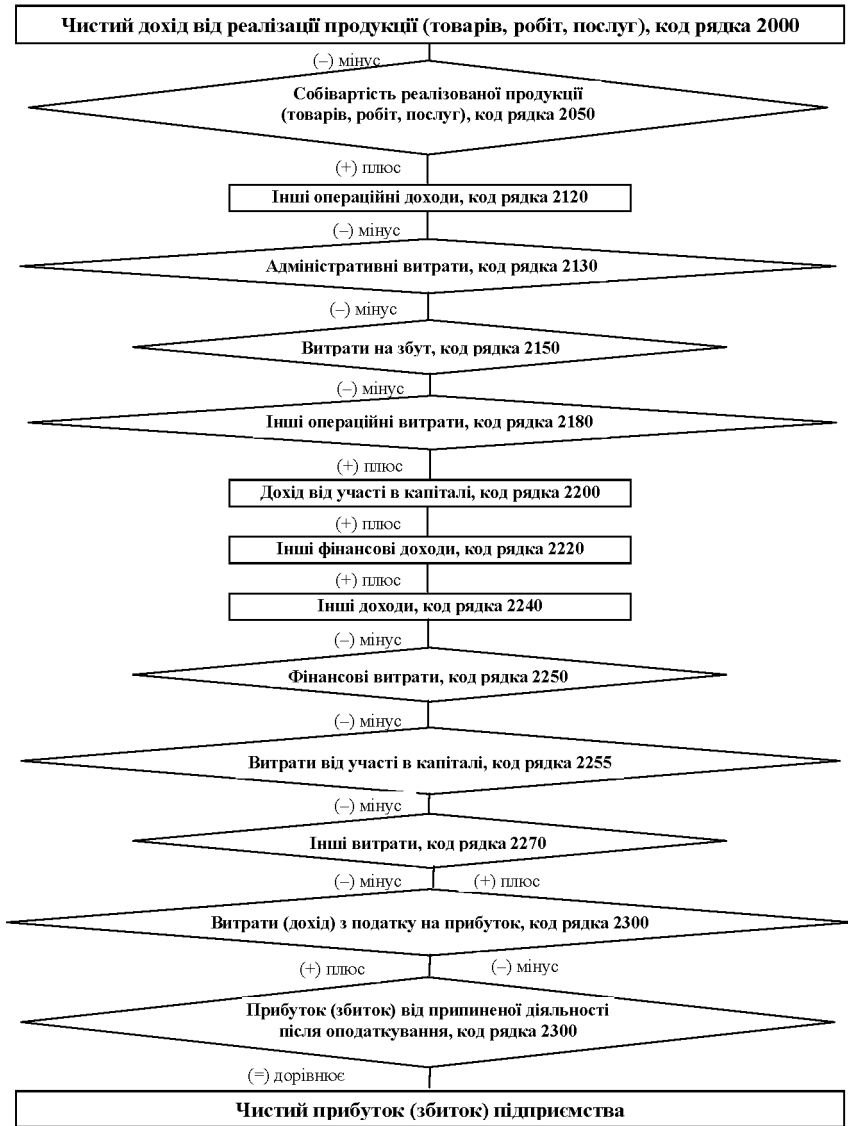 Чистий дохід від реалізації продукції (товарів, робіт, послуг), код рядка 2000
(–) мінус
Собівартість реалізованої продукції
(товарів, робіт, послуг), код рядка 2050
(+) плюс
Інші операційні доходи, код рядка 2120
(–) мінус
Адміністративні витрати, код рядка 2130
(–) мінус
Витрати на збут, код рядка 2150
(–) мінус
Інші операційні витрати, код рядка 2180
(+) плюс
Дохід від участі в капіталі, код рядка 2200
(+) плюс
Інші фінансові доходи, код рядка 2220
(+) плюс
Інші доходи, код рядка 2240
(–) мінус
Фінансові витрати, код рядка 2250
(–) мінус
Витрати від участі в капіталі, код рядка 2255
(–) мінус
Інші витрати, код рядка 2270
(–) мінус (+) плюс
Витрати (дохід) з податку на прибуток, код рядка 2300
(+) плюс (–) мінус
Прибуток (збиток) від припиненої діяльності
після оподаткування, код рядка 2300
(=) дорівнює
Чистий прибуток (збиток) підприємства